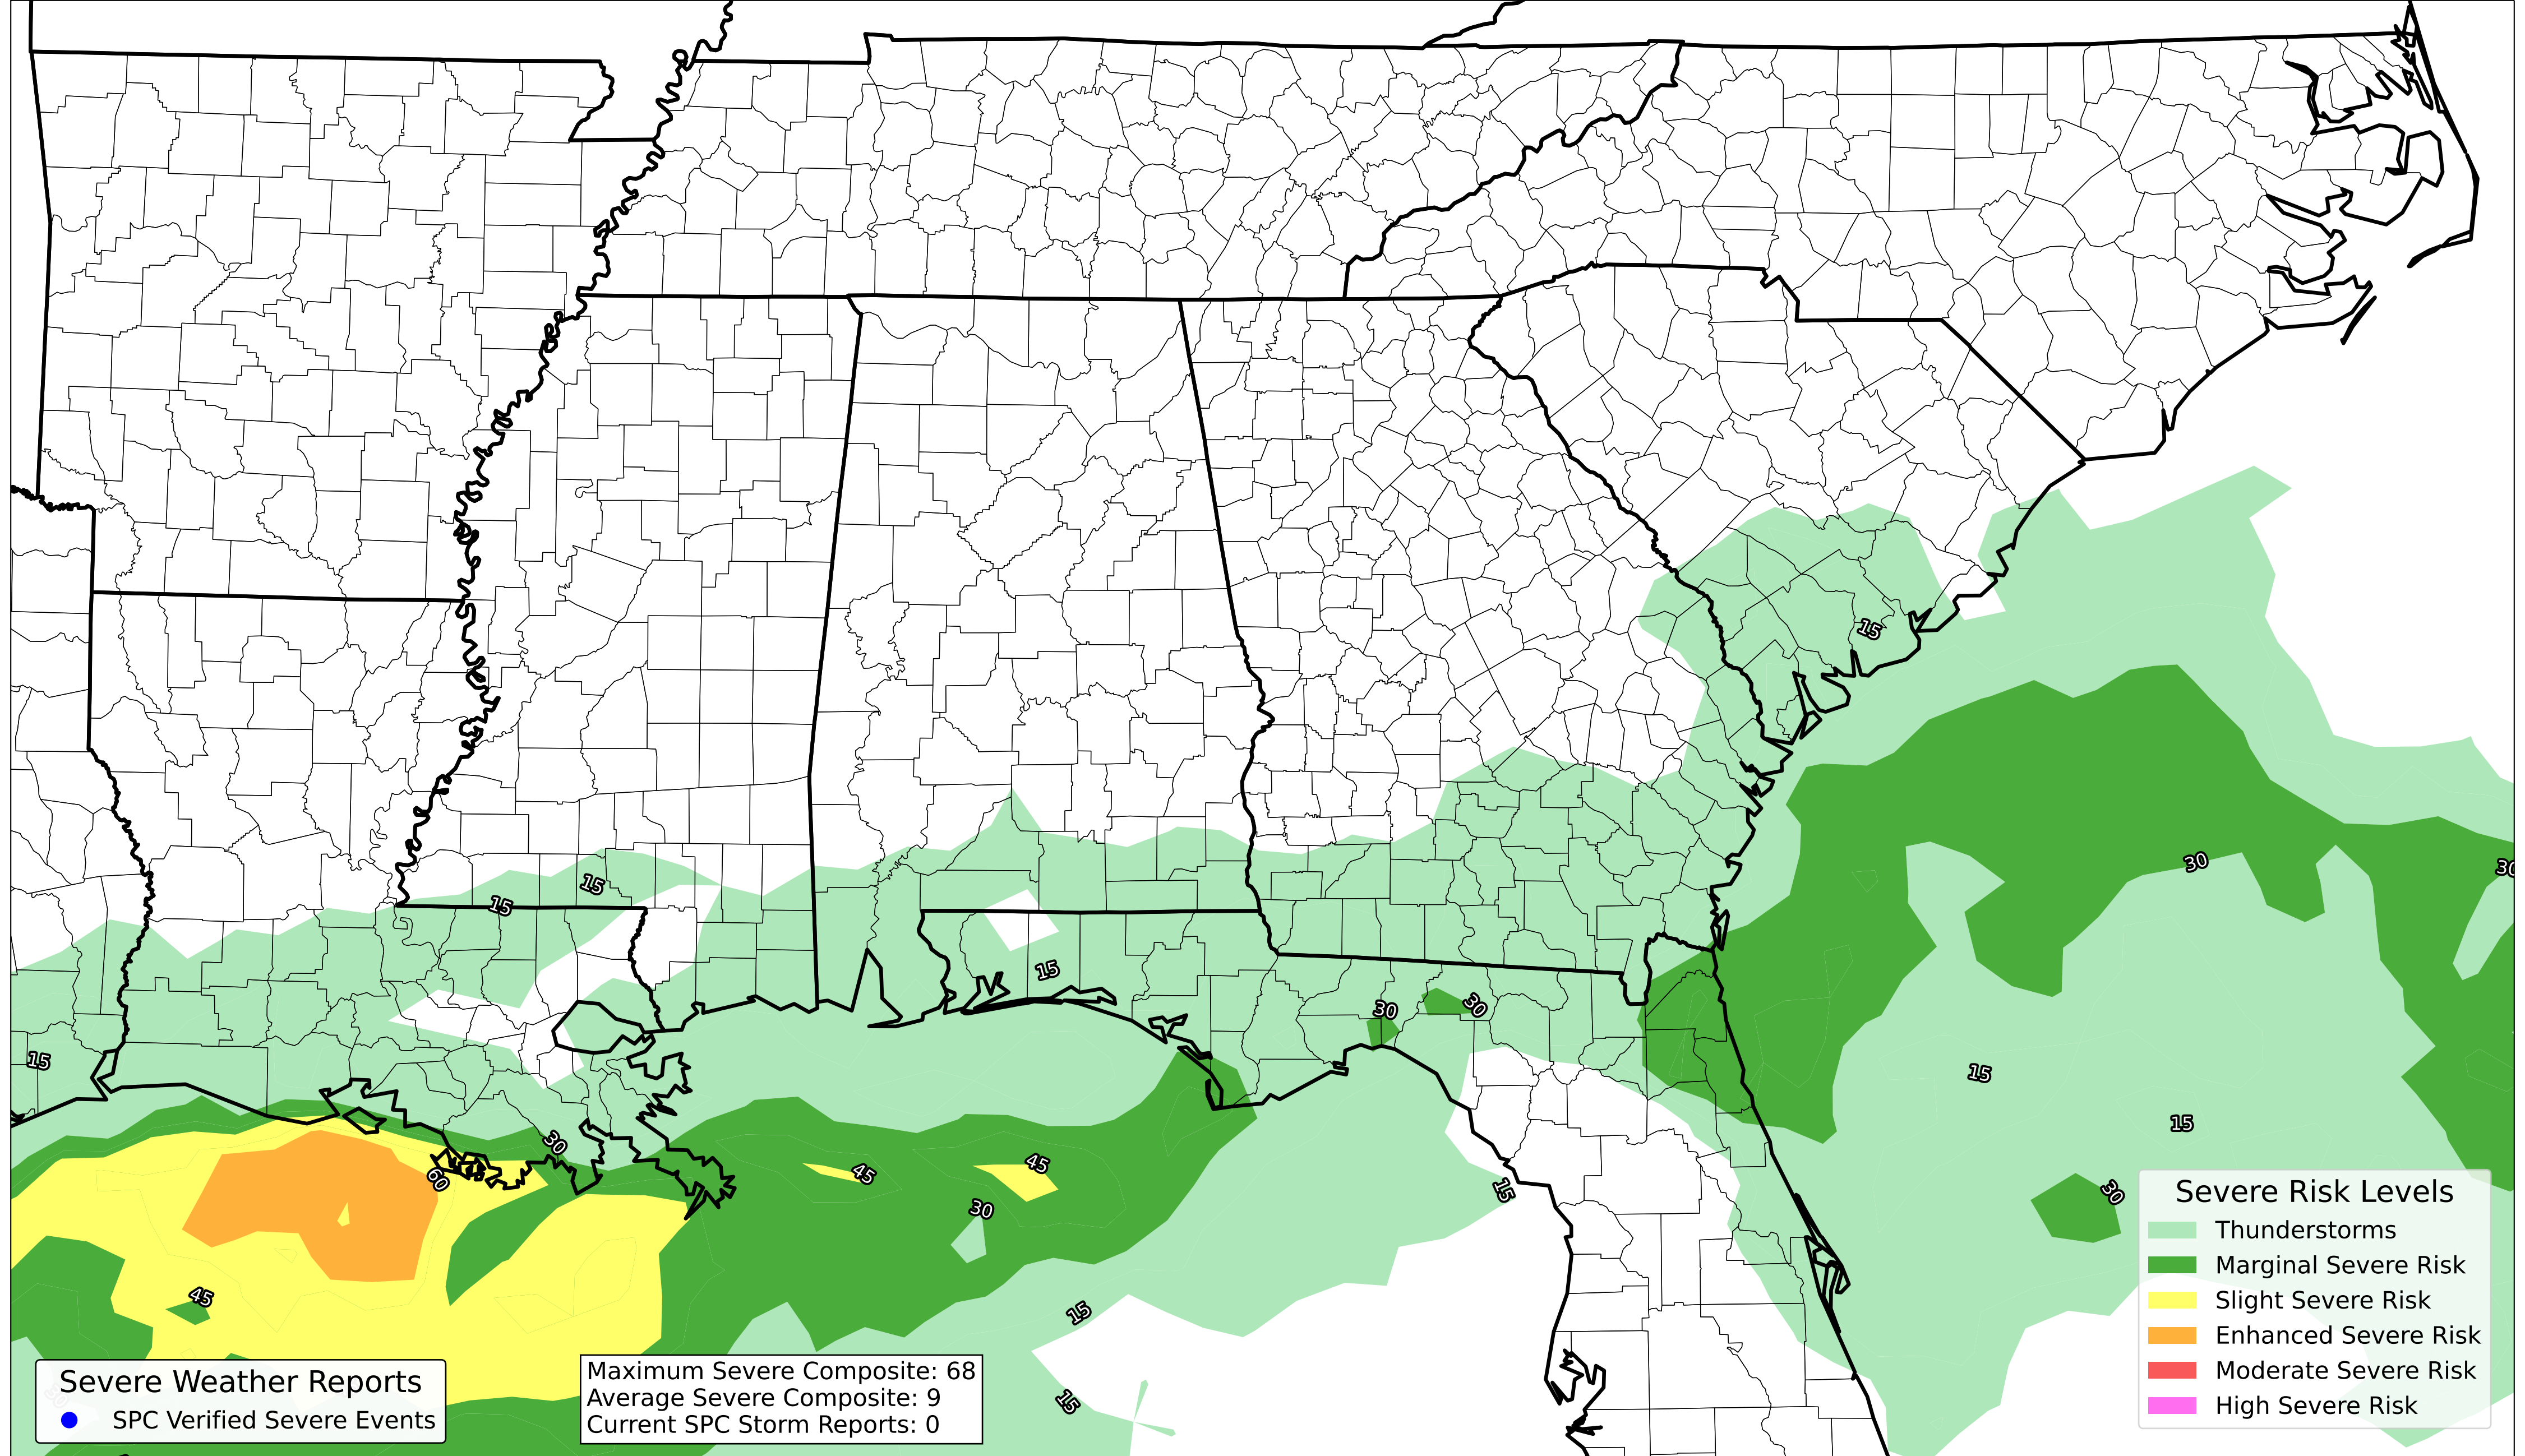 15
15
15
30
30
15
30
30
15
15
15
30
60
45
45
30
15
30
45
15
15
Severe Risk Levels
Thunderstorms
Marginal Severe Risk
Slight Severe Risk
Enhanced Severe Risk
Moderate Severe Risk
High Severe Risk
Severe Weather Reports
SPC Verified Severe Events
Maximum Severe Composite: 68
Average Severe Composite: 9
Current SPC Storm Reports: 0